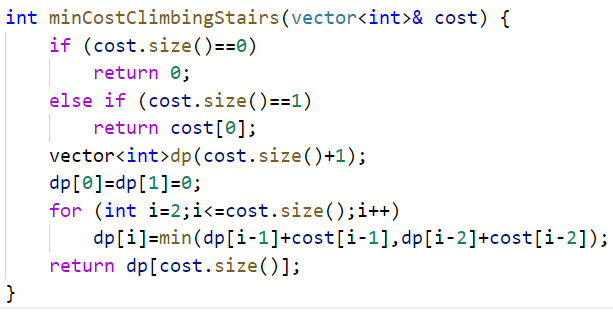 int minCostClimbingStairs(vector<int>& cost) {
    if (cost.size()==0)
        return 0;
    else if (cost.size()==1)
        return cost[0];
    vector<int>dp(cost.size()+1);
    dp[0]=dp[1]=0;
    for (int i=2;i<=cost.size();i++)
        dp[i]=min(dp[i-1]+cost[i-1],dp[i-2]+cost[i-2]);
    return dp[cost.size()];
}